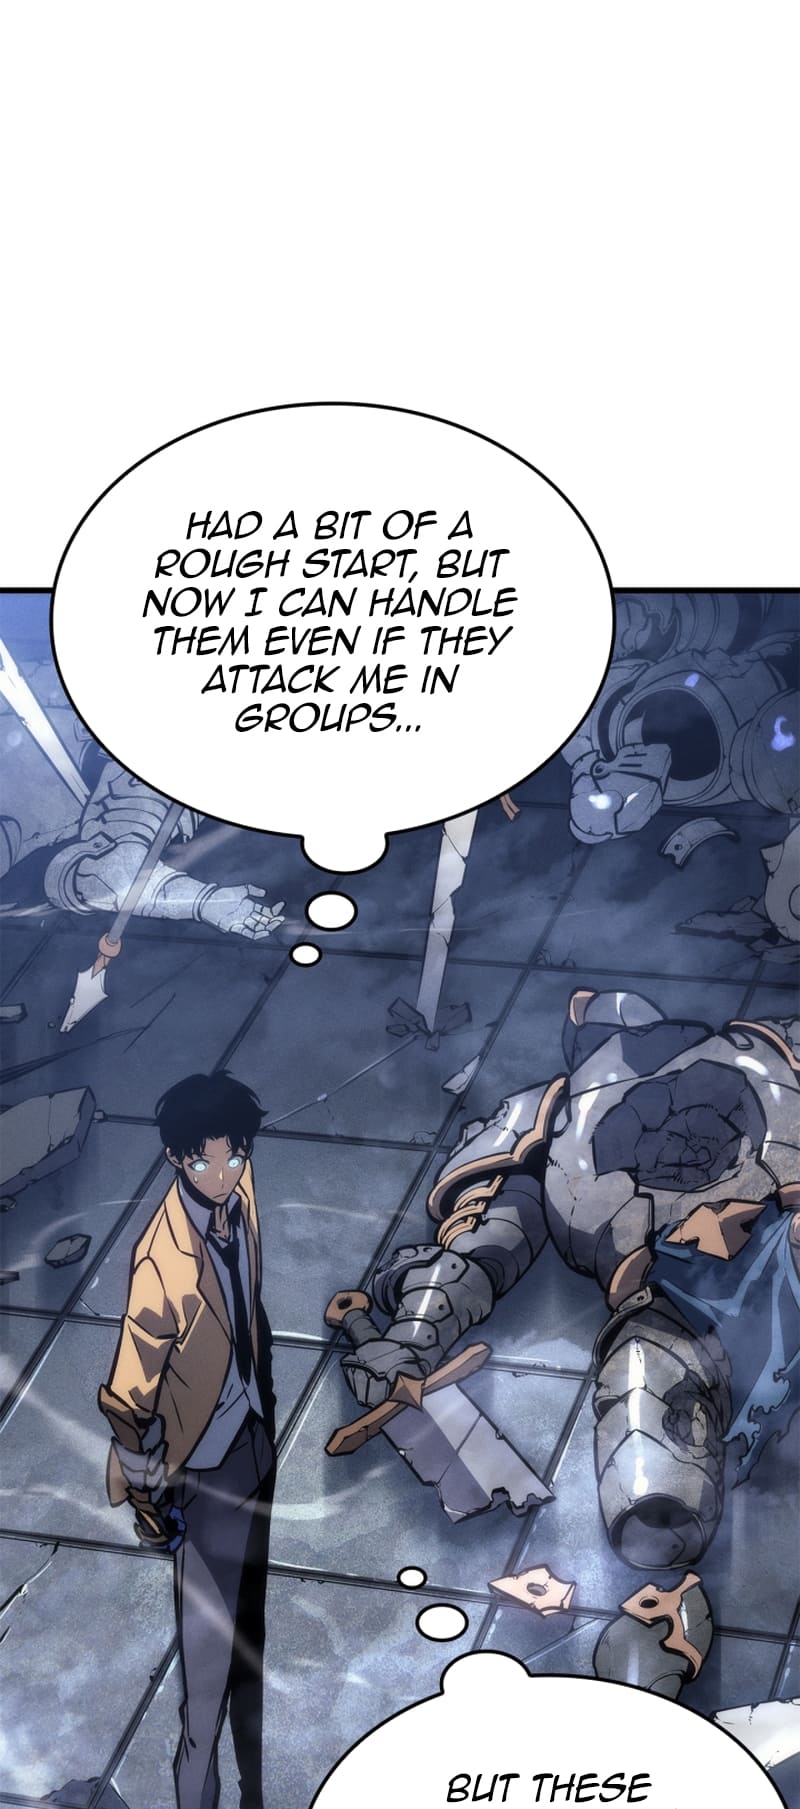 HAD A BIT OF A
ROUGH START, BUT
NOW I CAN HANDLE
THEM EVEN IF THEY
ATTACK ME IN
GROUPS...
BUT THESE